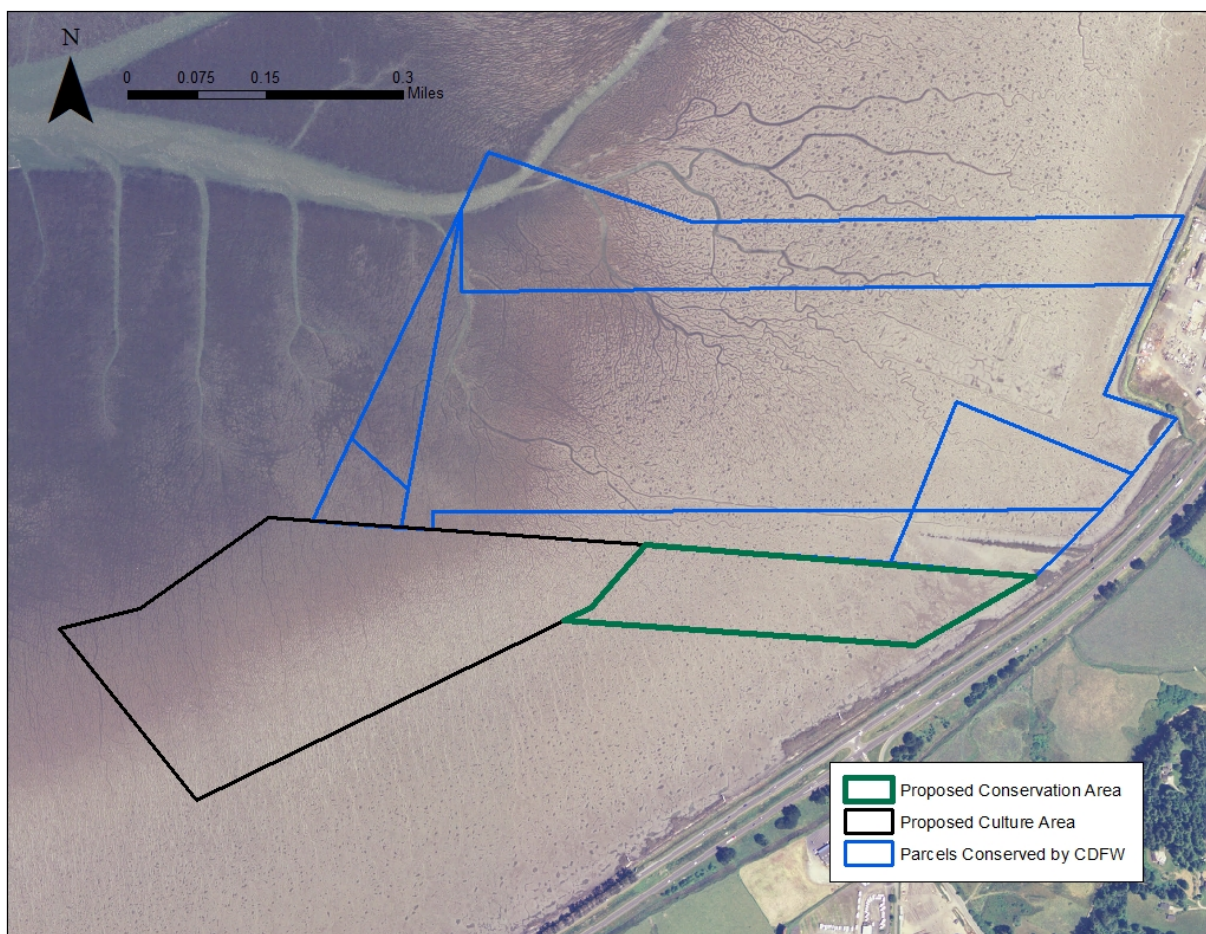 N
0 0.075 0.15 0.3
Miles
Proposed Conservation Area
Proposed Culture Area
Parcels Conserved by CDFW